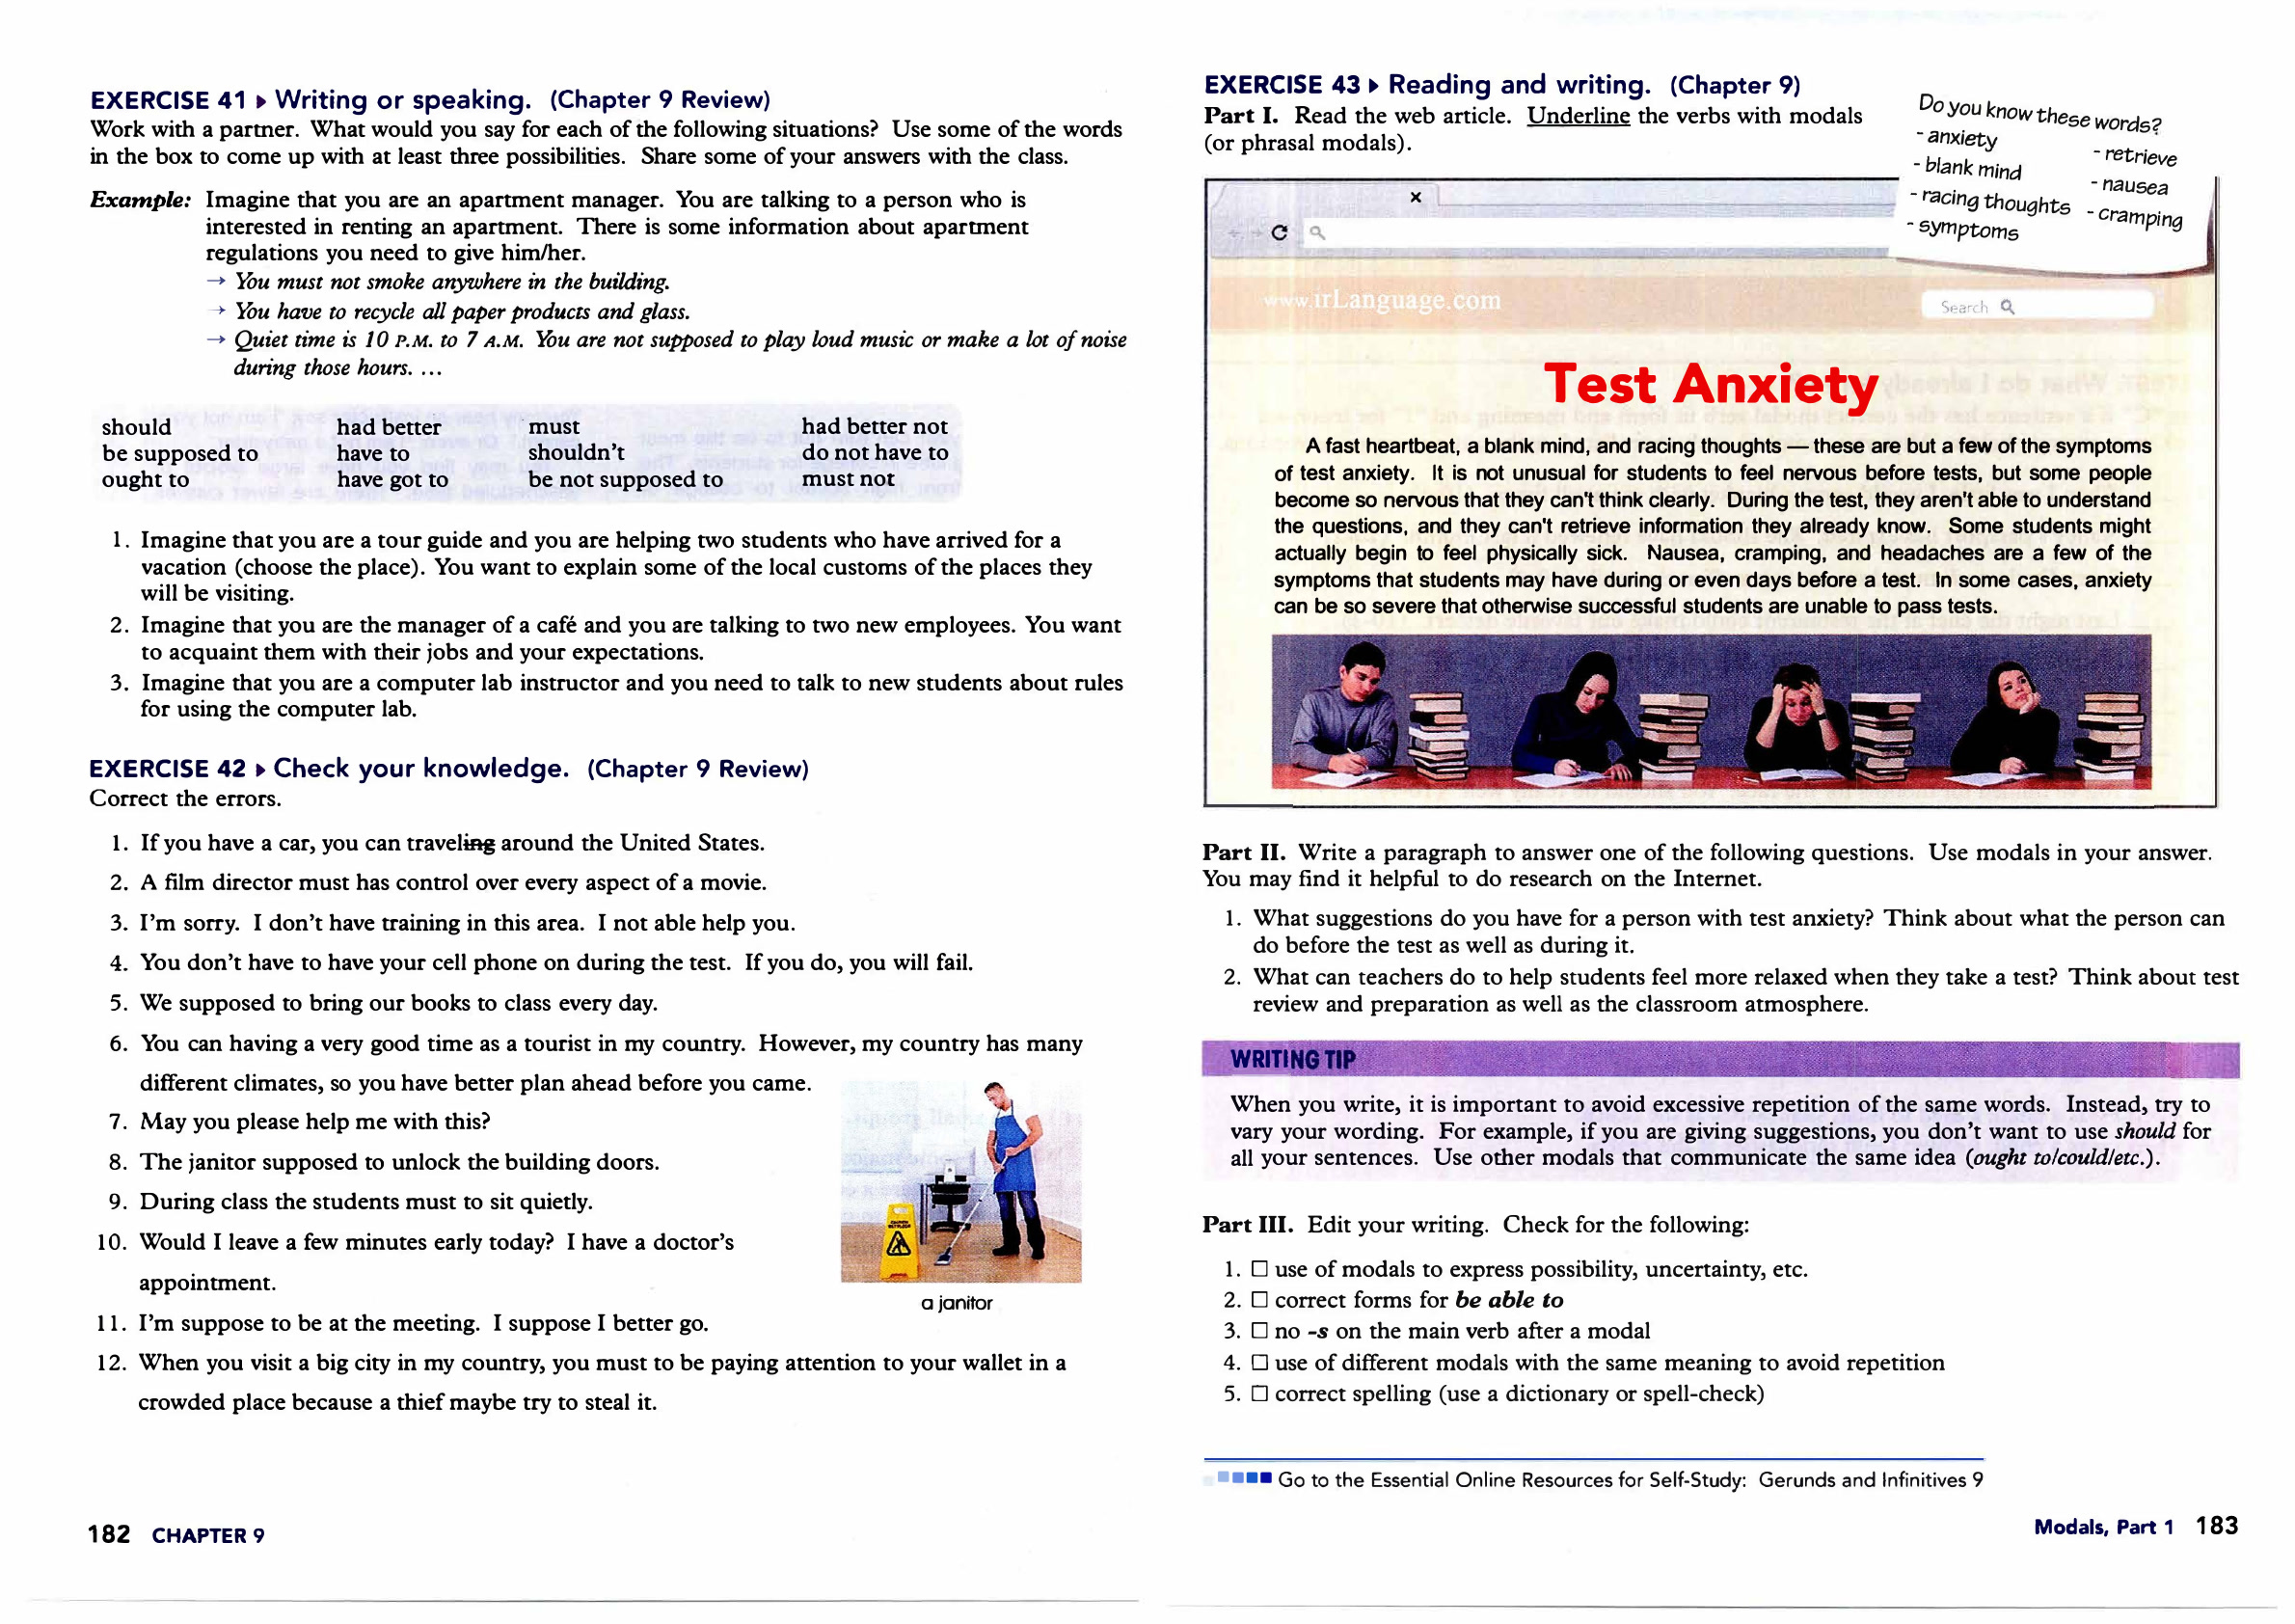 EXERCISE 41 ▸ Writing or speaking. (Chapter 9 Review)
Work with a partner. What would you say for each of the following situations? Use some of the words
in the box to come up with at least three possibilities. Share some of your answers with the class.
Example: Imagine that you are an apartment manager. You are talking to a person who is
interested in renting an apartment. There is some information about apartment
regulations you need to give him/her.
→ You must not smoke anywhere in the building.
→ You have to recycle all paper products and glass.
→ Quiet time is 10 P.M. to 7 A.M. You are not supposed to play loud music or make a lot of noise
during those hours. ...
should had better must had better not
be supposed to have to shouldn't do not have to
ought to have got to be not supposed to must not
1. Imagine that you are a tour guide and you are helping two students who have arrived for a
vacation (choose the place). You want to explain some of the local customs of the places they
will be visiting.
2. Imagine that you are the manager of a café and you are talking to two new employees. You want
to acquaint them with their jobs and your expectations.
3. Imagine that you are a computer lab instructor and you need to talk to new students about rules
for using the computer lab.
EXERCISE 42 ▸ Check your knowledge. (Chapter 9 Review)
Correct the errors.
1. If you have a car, you can traveling around the United States.
2. A film director must has control over every aspect of a movie.
3. I'm sorry. I don't have training in this area. I not able help you.
4. You don't have to have your cell phone on during the test. If you do, you will fail.
5. We supposed to bring our books to class every day.
6. You can having a very good time as a tourist in my country. However, my country has many
different climates, so you have better plan ahead before you came.
7. May you please help me with this?
8. The janitor supposed to unlock the building doors.
9. During class the students must to sit quietly.
10. Would I leave a few minutes early today? I have a doctor's
appointment.
a janitor
11. I'm suppose to be at the meeting. I suppose I better go.
12. When you visit a big city in my country, you must to be paying attention to your wallet in a
crowded place because a thief maybe try to steal it.
182 CHAPTER 9
EXERCISE 43 ▸ Reading and writing. (Chapter 9)
Part I. Read the web article. Underline the verbs with modals
(or phrasal modals).
Do you know these words?
- anxiety
- blank mind
- racing thoughts
- symptoms
- retrieve
- nausea
- cramping
www.irLanguage.com
Search
Test Anxiety
A fast heartbeat, a blank mind, and racing thoughts — these are but a few of the symptoms
of test anxiety. It is not unusual for students to feel nervous before tests, but some people
become so nervous that they can't think clearly. During the test, they aren't able to understand
the questions, and they can't retrieve information they already know. Some students might
actually begin to feel physically sick. Nausea, cramping, and headaches are a few of the
symptoms that students may have during or even days before a test. In some cases, anxiety
can be so severe that otherwise successful students are unable to pass tests.
Part II. Write a paragraph to answer one of the following questions. Use modals in your answer.
You may find it helpful to do research on the Internet.
1. What suggestions do you have for a person with test anxiety? Think about what the person can
do before the test as well as during it.
2. What can teachers do to help students feel more relaxed when they take a test? Think about test
review and preparation as well as the classroom atmosphere.
WRITING TIP
When you write, it is important to avoid excessive repetition of the same words. Instead, try to
vary your wording. For example, if you are giving suggestions, you don't want to use should for
all your sentences. Use other modals that communicate the same idea (ought to/could/etc.).
Part III. Edit your writing. Check for the following:
1. □ use of modals to express possibility, uncertainty, etc.
2. □ correct forms for be able to
3. □ no -s on the main verb after a modal
4. □ use of different modals with the same meaning to avoid repetition
5. □ correct spelling (use a dictionary or spell-check)
Go to the Essential Online Resources for Self-Study: Gerunds and Infinitives 9
Modals, Part 1 183